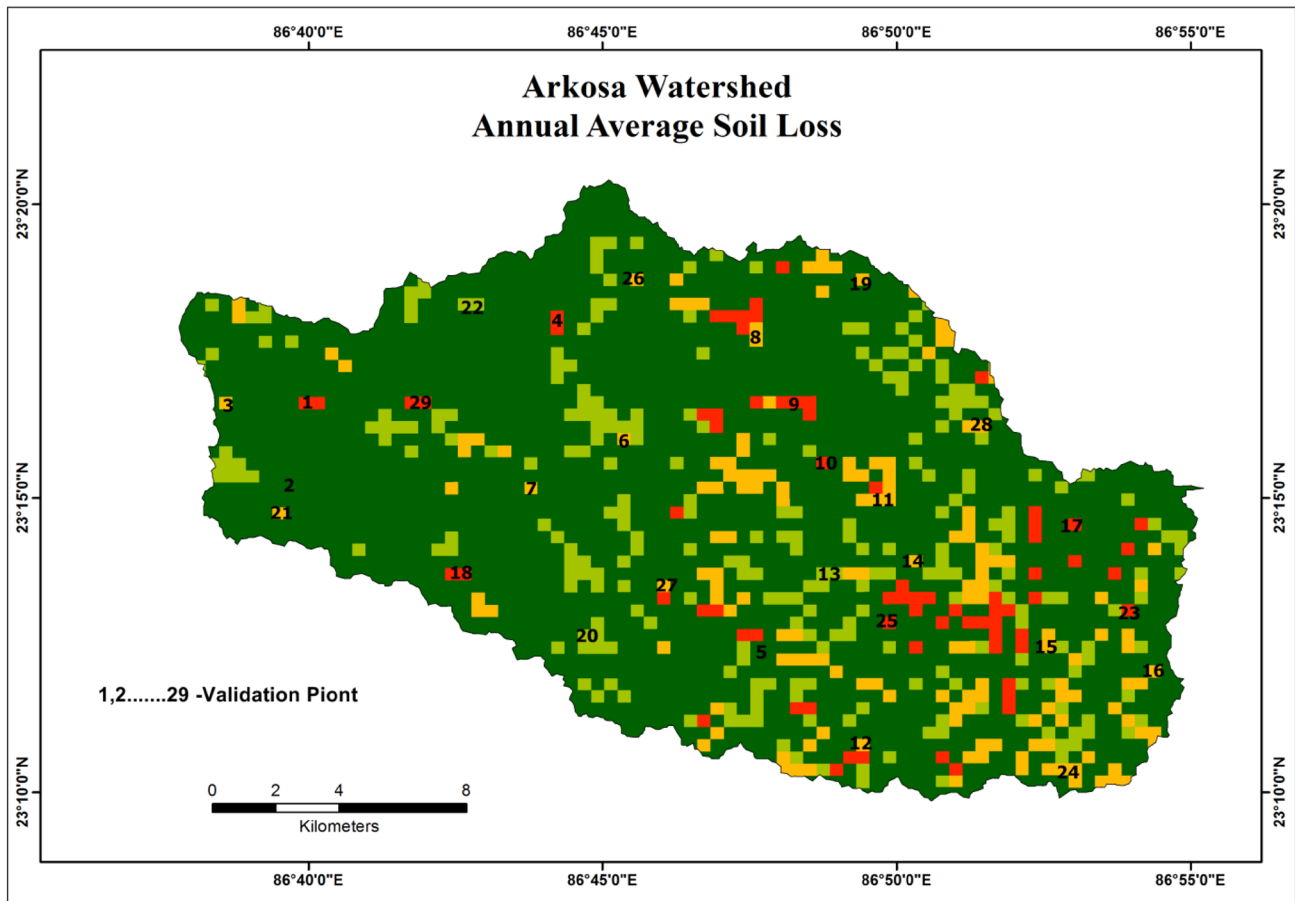 86°40'0"E 86°45'0"E 86°50'0"E 86°55'0"E
Arkosa Watershed
Annual Average Soil Loss
23°20'0"N 23°20'0"N
26
19
22
4
8
3 1 29 9
28
6
10
2 7
23°15'0"N 23°15'0"N
11
21
17
14
18 13
27
23
25
20
5 15
16
1,2.......29 -Validation Piont
12
24
0 2 4 8
23°10'0"N 23°10'0"N
Kilometers
86°40'0"E 86°45'0"E 86°50'0"E 86°55'0"E